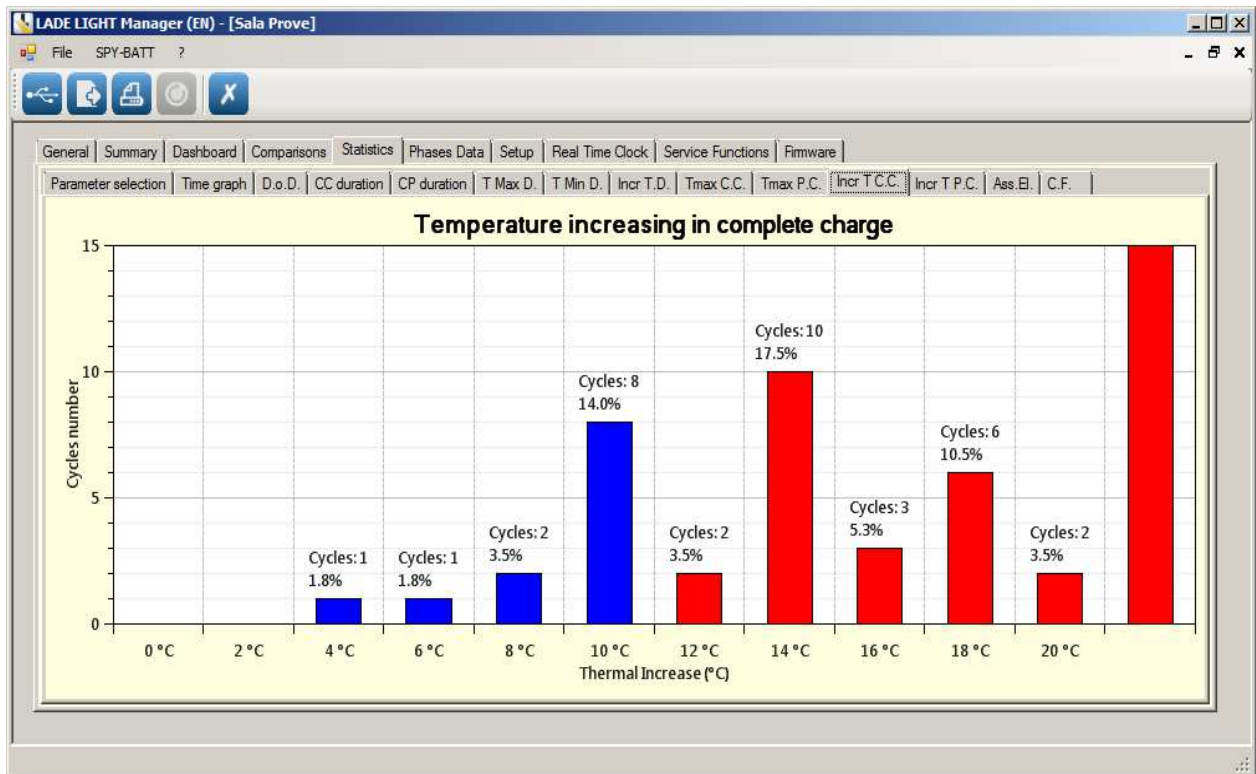 LADE LIGHT Manager (EN) - [Sala Prove]
File SPY-BATT ?
General Summary Dashboard Comparisons Statistics Phases Data Setup Real Time Clock Service Functions Firmware
Parameter selection Time graph D.o.D. CC duration CP duration T Max D. T Min D. Incr T.D. Tmax C.C. Tmax P.C. Incr T C.C. Incr T P.C. Ass.El. C.F.
Temperature increasing in complete charge
15
10
5
0
Cycles number
Cycles: 1
1.8%
Cycles: 1
1.8%
Cycles: 2
3.5%
Cycles: 8
14.0%
Cycles: 2
3.5%
Cycles: 10
17.5%
Cycles: 3
5.3%
Cycles: 6
10.5%
Cycles: 2
3.5%
0 °C 2 °C 4 °C 6 °C 8 °C 10 °C 12 °C 14 °C 16 °C 18 °C 20 °C
Thermal Increase (°C)